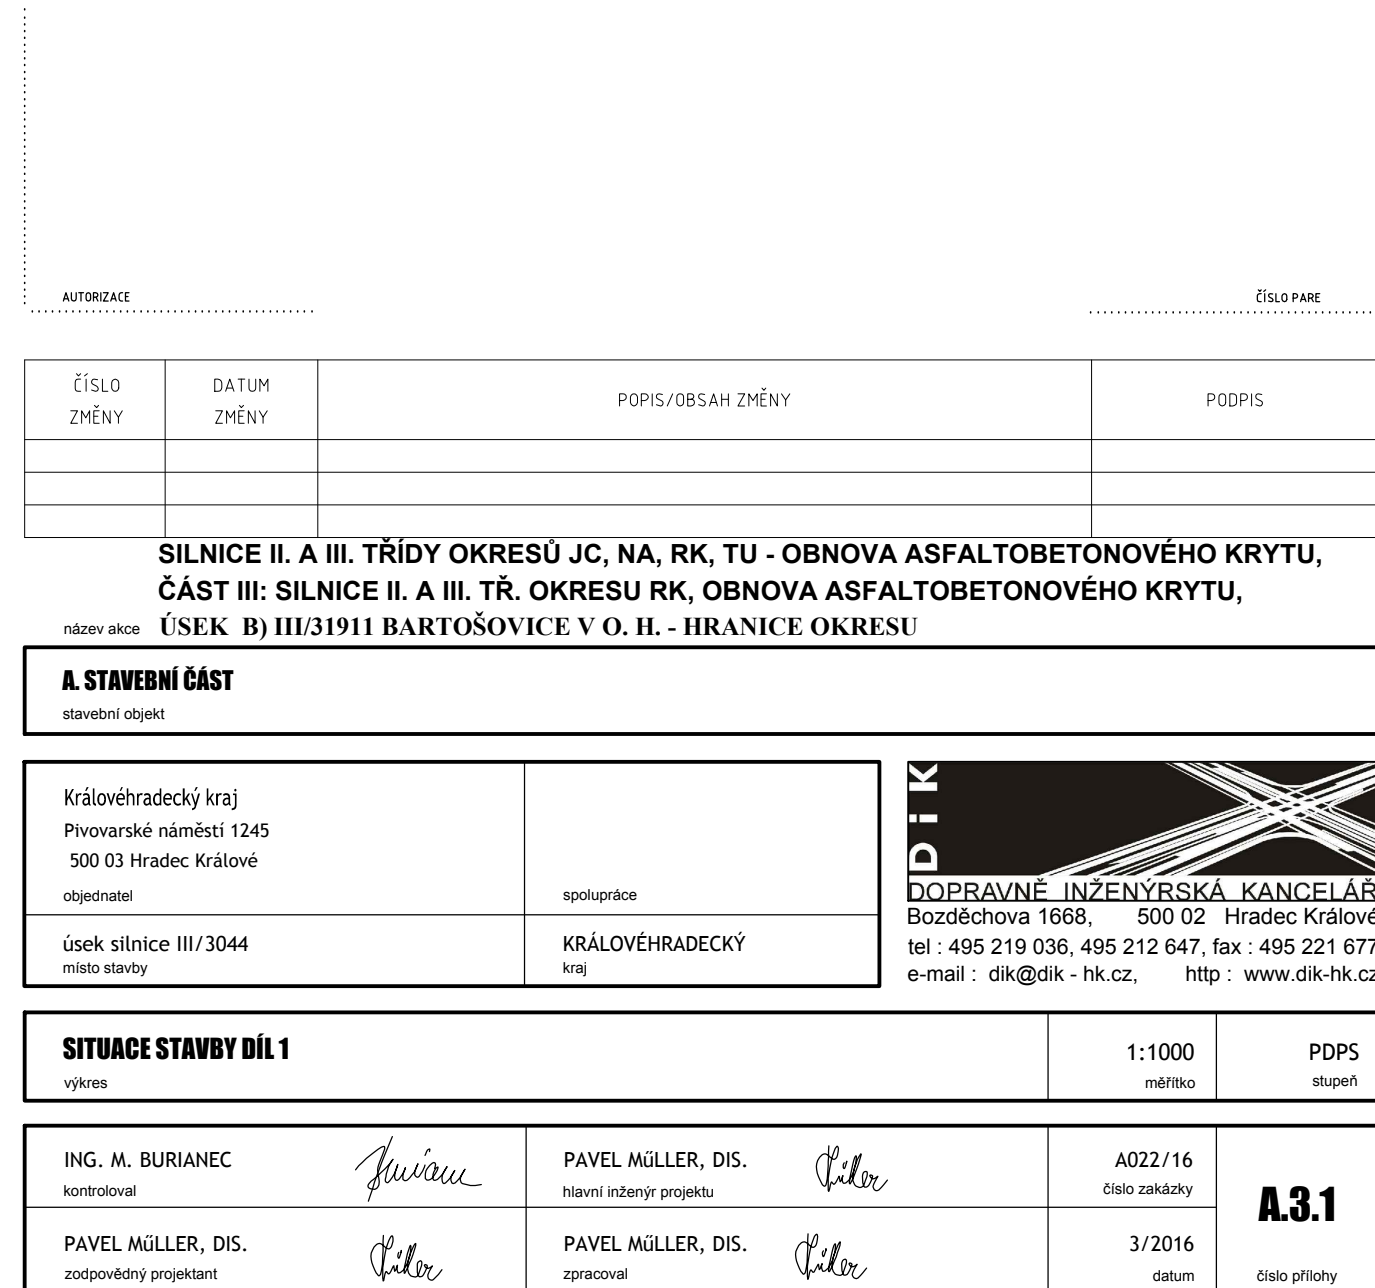 AUTORIZACE
ČÍSLO PARE
ČÍSLO ZMĚNY
DATUM ZMĚNY
POPIS/OBSAH ZMĚNY
PODPIS
SILNICE II. A III. TŘÍDY OKRESŮ JC, NA, RK, TU - OBNOVA ASFALTOBETONOVÉHO KRYTU,
ČÁST III: SILNICE II. A III. TŘ. OKRESU RK, OBNOVA ASFALTOBETONOVÉHO KRYTU,
název akce ÚSEK B) III/31911 BARTOŠOVICE V O. H. - HRANICE OKRESU
A. STAVEBNÍ ČÁST
stavební objekt
Královéhradecký kraj
Pivovarské náměstí 1245
500 03 Hradec Králové
objednatel
spolupráce
úsek silnice III/3044
místo stavby
KRÁLOVÉHRADECKÝ
kraj
DiK
DOPRAVNĚ INŽENÝRSKÁ KANCELÁŘ
Bozděchova 1668, 500 02 Hradec Králové
tel : 495 219 036, 495 212 647, fax : 495 221 677
e-mail : dik@dik - hk.cz, http : www.dik-hk.cz
SITUACE STAVBY DÍL 1
výkres
1:1000
měřítko
PDPS
stupeň
ING. M. BURIANEC
kontroloval
PAVEL MűLLER, DIS.
hlavní inženýr projektu
A022/16
číslo zakázky
PAVEL MűLLER, DIS.
zodpovědný projektant
PAVEL MűLLER, DIS.
zpracoval
3/2016
datum
A.3.1
číslo přílohy